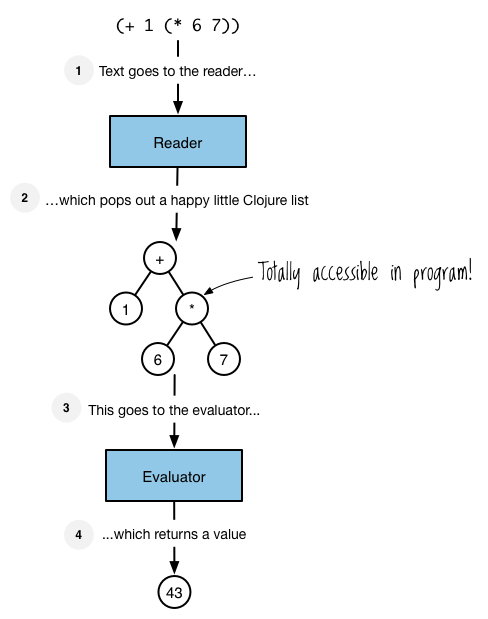 (+ 1 (* 6 7))
1 Text goes to the reader…
Reader
2 …which pops out a happy little Clojure list
+
Totally accessible in program!
1 *
6 7
3 This goes to the evaluator...
Evaluator
4 ...which returns a value
43